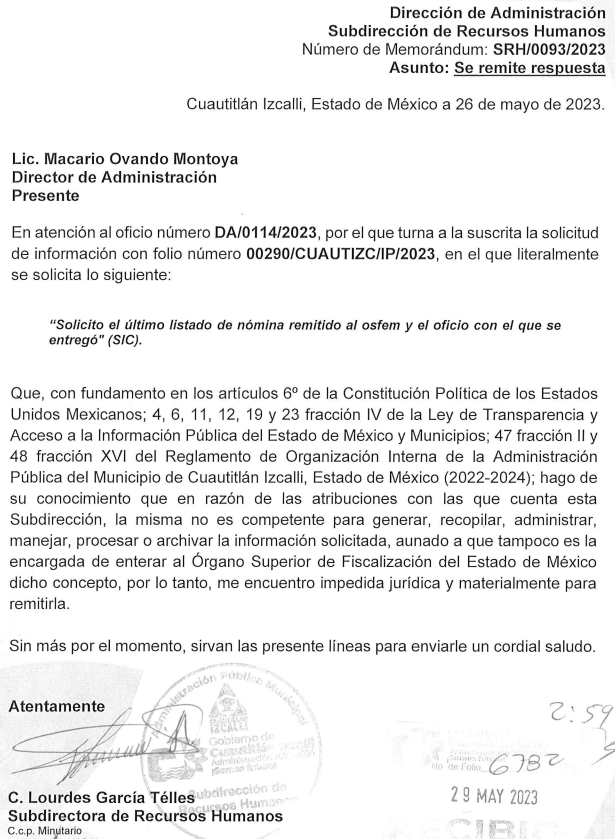 Dirección de Administración
Subdirección de Recursos Humanos
Número de Memorándum: SRH/0093/2023
Asunto: Se remite respuesta
Cuautitlán Izcalli, Estado de México a 26 de mayo de 2023.
Lic. Macario Ovando Montoya
Director de Administración
Presente
En atención al oficio número DA/0114/2023, por el que turna a la suscrita la solicitud
de información con folio número 00290/CUAUTIZC/IP/2023, en el que literalmente
se solicita lo siguiente:
“Solicito el último listado de nómina remitido al osfem y el oficio con el que se
entregó" (SIC).
Que, con fundamento en los artículos 6º de la Constitución Política de los Estados
Unidos Mexicanos; 4, 6, 11, 12, 19 y 23 fracción IV de la Ley de Transparencia y
Acceso a la Información Pública del Estado de México y Municipios; 47 fracción II y
48 fracción XVI del Reglamento de Organización Interna de la Administración
Pública del Municipio de Cuautitlán Izcalli, Estado de México (2022-2024); hago de
su conocimiento que en razón de las atribuciones con las que cuenta esta
Subdirección, la misma no es competente para generar, recopilar, administrar,
manejar, procesar o archivar la información solicitada, aunado a que tampoco es la
encargada de enterar al Órgano Superior de Fiscalización del Estado de México
dicho concepto, por lo tanto, me encuentro impedida jurídica y materialmente para
remitirla.
Sin más por el momento, sirvan las presente líneas para enviarle un cordial saludo.
Atentamente
Administración Pública Municipal
IZCALLI
Gobierno de
Cuautitlán Izcalli
Subdirección de
Recursos Humanos
2:59
No de Folio 6782
29 MAY 2023
RECIBIC
C. Lourdes García Télles
Subdirectora de Recursos Humanos
C.c.p. Minutario